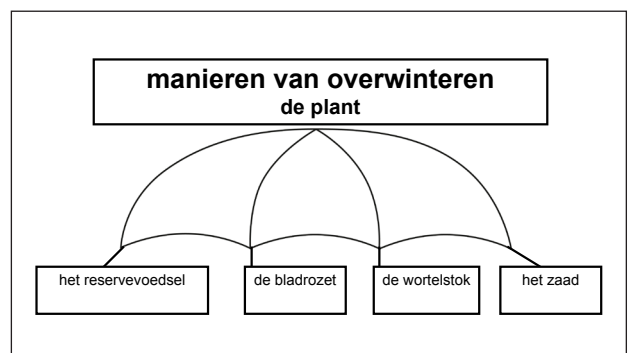 manieren van overwinteren
de plant
het reservevoedsel
de bladrozet
de wortelstok
het zaad